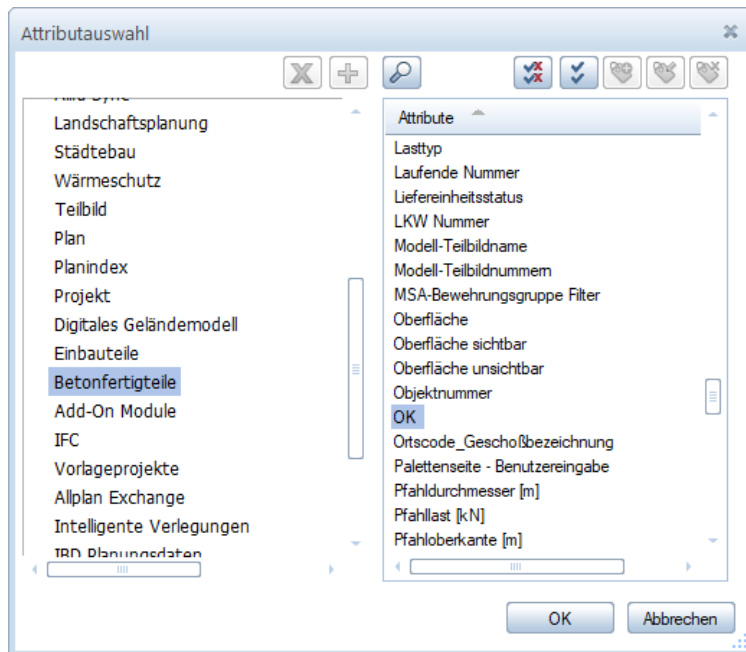 Attributauswahl
Landschaftsplanung
Städtebau
Wärmeschutz
Teilbild
Plan
Planindex
Projekt
Digitales Geländemodell
Einbauteile
Betonfertigteile
Add-On Module
IFC
Vorlageprojekte
Allplan Exchange
Intelligente Verlegungen
IBD Planungsdaten
Attribute
Lasttyp
Laufende Nummer
Liefereinheitsstatus
LKW Nummer
Modell-Teilbildname
Modell-Teilbildnummern
MSA-Bewehrungsgruppe Filter
Oberfläche
Oberfläche sichtbar
Oberfläche unsichtbar
Objektnummer
OK
Ortscode_Geschoßbezeichnung
Palettenseite - Benutzereingabe
Pfahldurchmesser [m]
Pfahllast [kN]
Pfahloberkante [m]
OK
Abbrechen